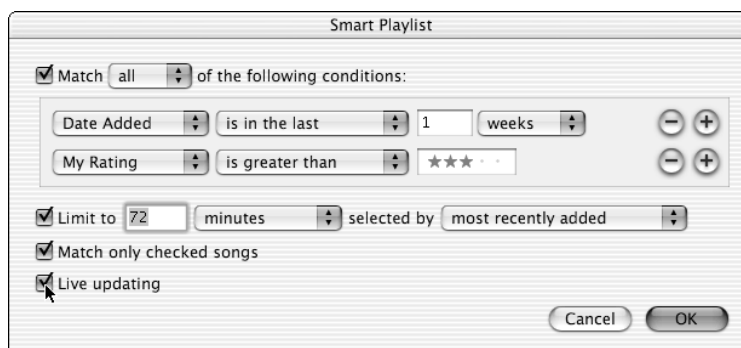 Smart Playlist
Match all of the following conditions:
Date Added is in the last 1 weeks
My Rating is greater than ★★★ · ·
Limit to 72 minutes selected by most recently added
Match only checked songs
Live updating
Cancel OK